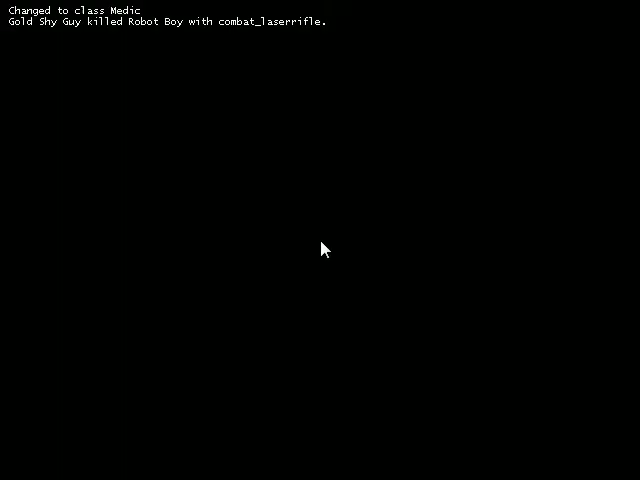 Changed to class Medic
Gold Shy Guy killed Robot Boy with combat_laserrifle.